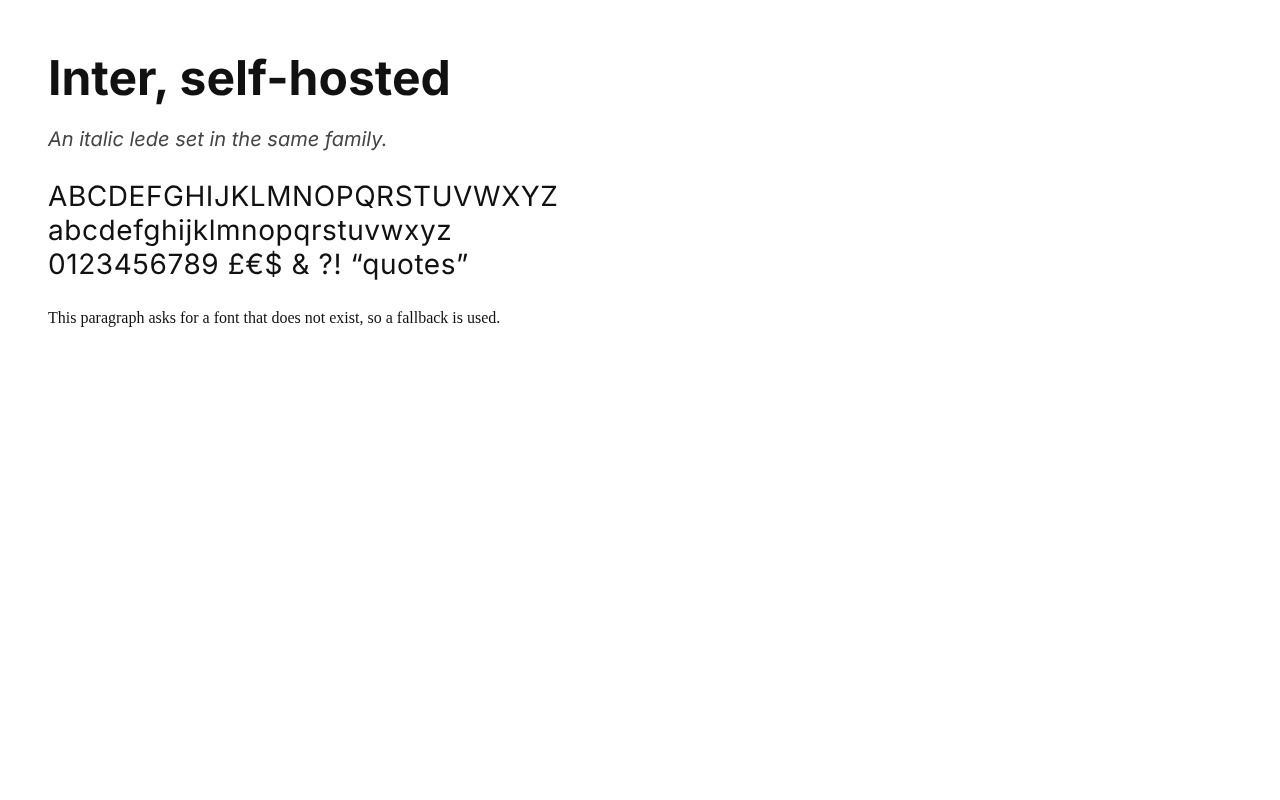 Inter, self-hosted
An italic lede set in the same family.
ABCDEFGHIJKLMNOPQRSTUVWXYZ
abcdefghijklmnopqrstuvwxyz
0123456789 £€$ & ?! “quotes”
This paragraph asks for a font that does not exist, so a fallback is used.